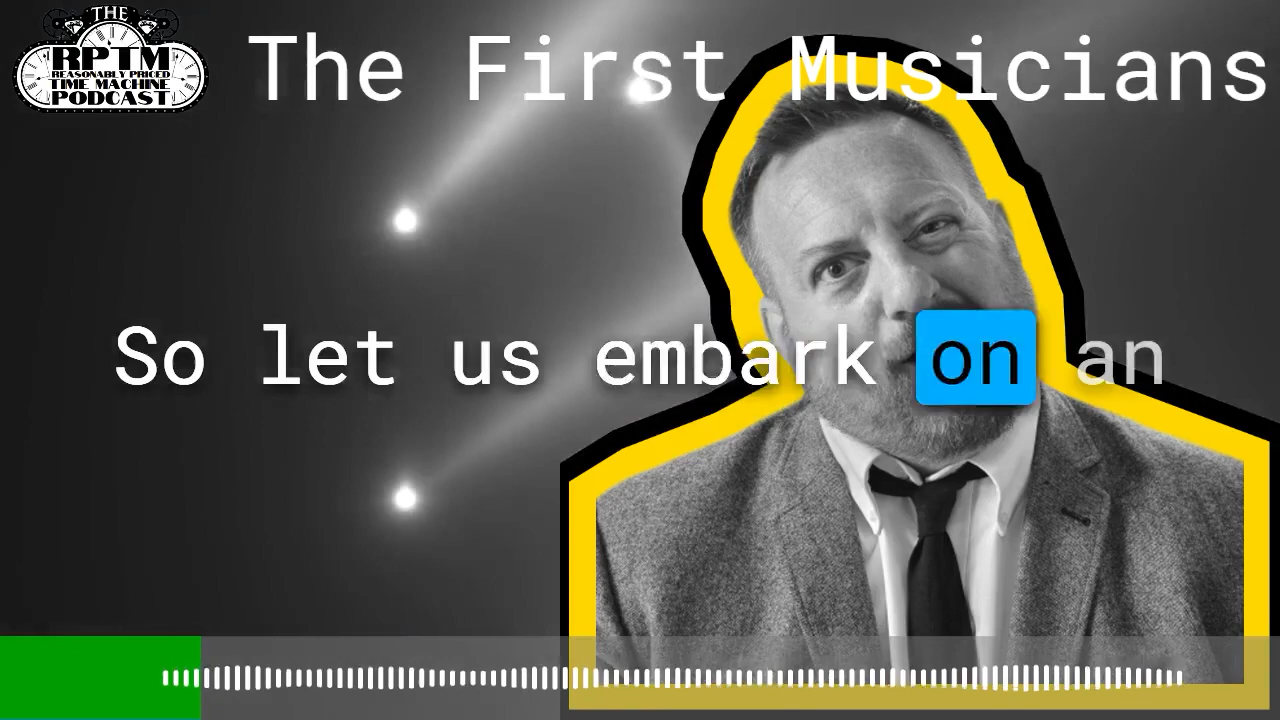 THE
RPTM
REASONABLY PRICED
TIME MACHINE
PODCAST
The First Musicians
So let us embark on an